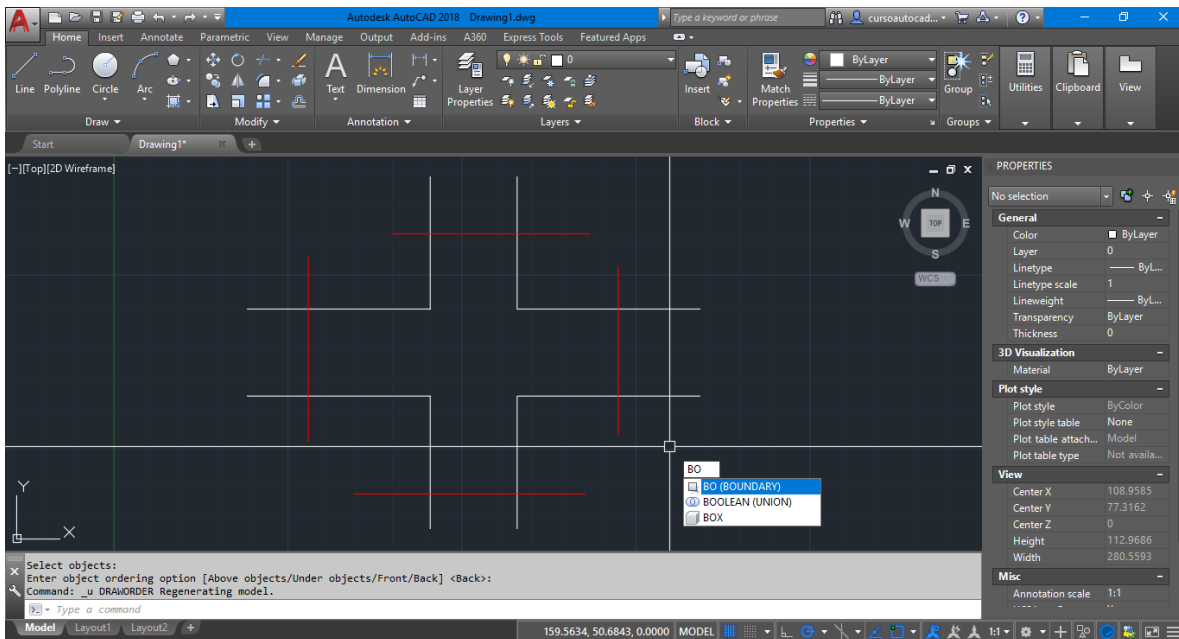 Autodesk AutoCAD 2018 Drawing1.dwg
Type a keyword or phrase
cursoautocad...
Home Insert Annotate Parametric View Manage Output Add-ins A360 Express Tools Featured Apps
Line Polyline Circle Arc
Text Dimension
Layer Properties
0
Insert
Match Properties
ByLayer
ByLayer
ByLayer
Group
Utilities
Clipboard
View
Draw Modify Annotation Layers Block Properties Groups
Start Drawing1* +
[−][Top][2D Wireframe]
N
W TOP E
S
WCS
BO
BO (BOUNDARY)
BOOLEAN (UNION)
BOX
Y
X
PROPERTIES
No selection
General
Color ByLayer
Layer 0
Linetype ByL...
Linetype scale 1
Lineweight ByL...
Transparency ByLayer
Thickness 0
3D Visualization
Material ByLayer
Plot style
Plot style ByColor
Plot style table None
Plot table attach... Model
Plot table type Not availa...
View
Center X 108.9585
Center Y 77.3162
Center Z 0
Height 112.9686
Width 280.5593
Misc
Annotation scale 1:1
Select objects:
Enter object ordering option [Above objects/Under objects/Front/Back] <Back>:
Command: _u DRAWORDER Regenerating model.
Type a command
Model Layout1 Layout2 +
159.5634, 50.6843, 0.0000 MODEL 1:1